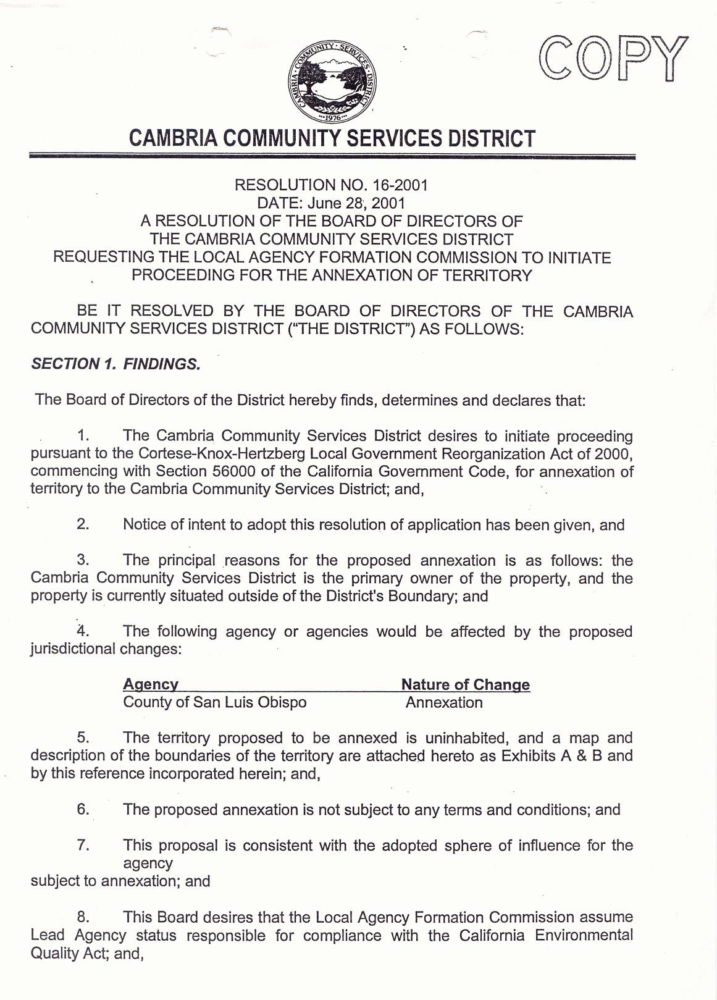 COPY
CAMBRIA · COMMUNITY · SERVICES · DISTRICT
1976
CAMBRIA COMMUNITY SERVICES DISTRICT
RESOLUTION NO. 16-2001
DATE: June 28, 2001
A RESOLUTION OF THE BOARD OF DIRECTORS OF
THE CAMBRIA COMMUNITY SERVICES DISTRICT
REQUESTING THE LOCAL AGENCY FORMATION COMMISSION TO INITIATE
PROCEEDING FOR THE ANNEXATION OF TERRITORY
BE IT RESOLVED BY THE BOARD OF DIRECTORS OF THE CAMBRIA
COMMUNITY SERVICES DISTRICT (“THE DISTRICT”) AS FOLLOWS:
SECTION 1. FINDINGS.
The Board of Directors of the District hereby finds, determines and declares that:
1. The Cambria Community Services District desires to initiate proceeding
pursuant to the Cortese-Knox-Hertzberg Local Government Reorganization Act of 2000,
commencing with Section 56000 of the California Government Code, for annexation of
territory to the Cambria Community Services District; and,
2. Notice of intent to adopt this resolution of application has been given, and
3. The principal reasons for the proposed annexation is as follows: the
Cambria Community Services District is the primary owner of the property, and the
property is currently situated outside of the District's Boundary; and
4. The following agency or agencies would be affected by the proposed
jurisdictional changes:
Agency Nature of Change
County of San Luis Obispo Annexation
5. The territory proposed to be annexed is uninhabited, and a map and
description of the boundaries of the territory are attached hereto as Exhibits A & B and
by this reference incorporated herein; and,
6. The proposed annexation is not subject to any terms and conditions; and
7. This proposal is consistent with the adopted sphere of influence for the
agency
subject to annexation; and
8. This Board desires that the Local Agency Formation Commission assume
Lead Agency status responsible for compliance with the California Environmental
Quality Act; and,